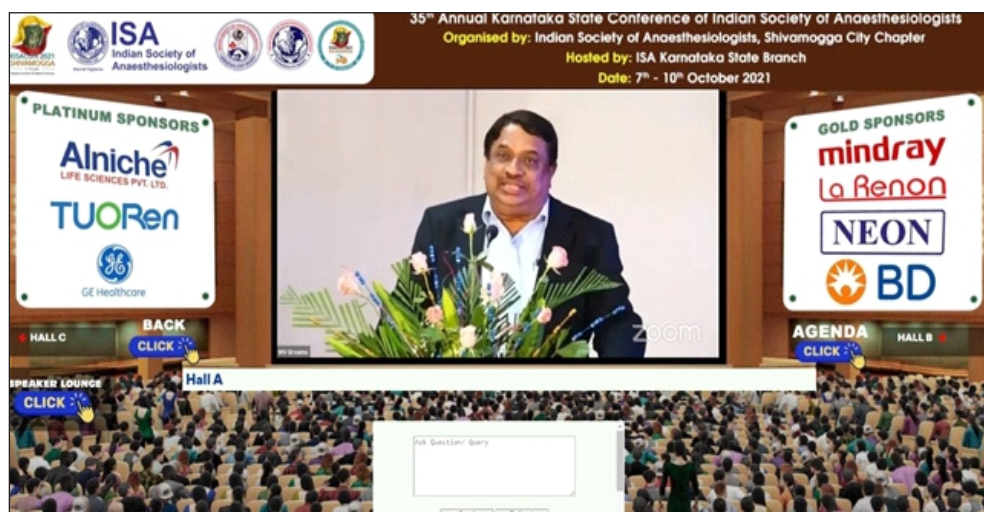 ISACON 2021
SHIVAMOGGA
ISA
Indian Society of
Anaesthesiologists
35th Annual Karnataka State Conference of Indian Society of Anaesthesiologists
Organised by: Indian Society of Anaesthesiologists, Shivamogga City Chapter
Hosted by: ISA Karnataka State Branch
Date: 7th - 10th October 2021
PLATINUM SPONSORS
Alniche
LIFE SCIENCES PVT. LTD.
TUORen
GE Healthcare
GOLD SPONSORS
mindray
La Renon
NEON
BD
zoom
HALL C
BACK
CLICK
AGENDA
CLICK
HALL B
SPEAKER LOUNGE
CLICK
Hall A
Ask Question/ Query